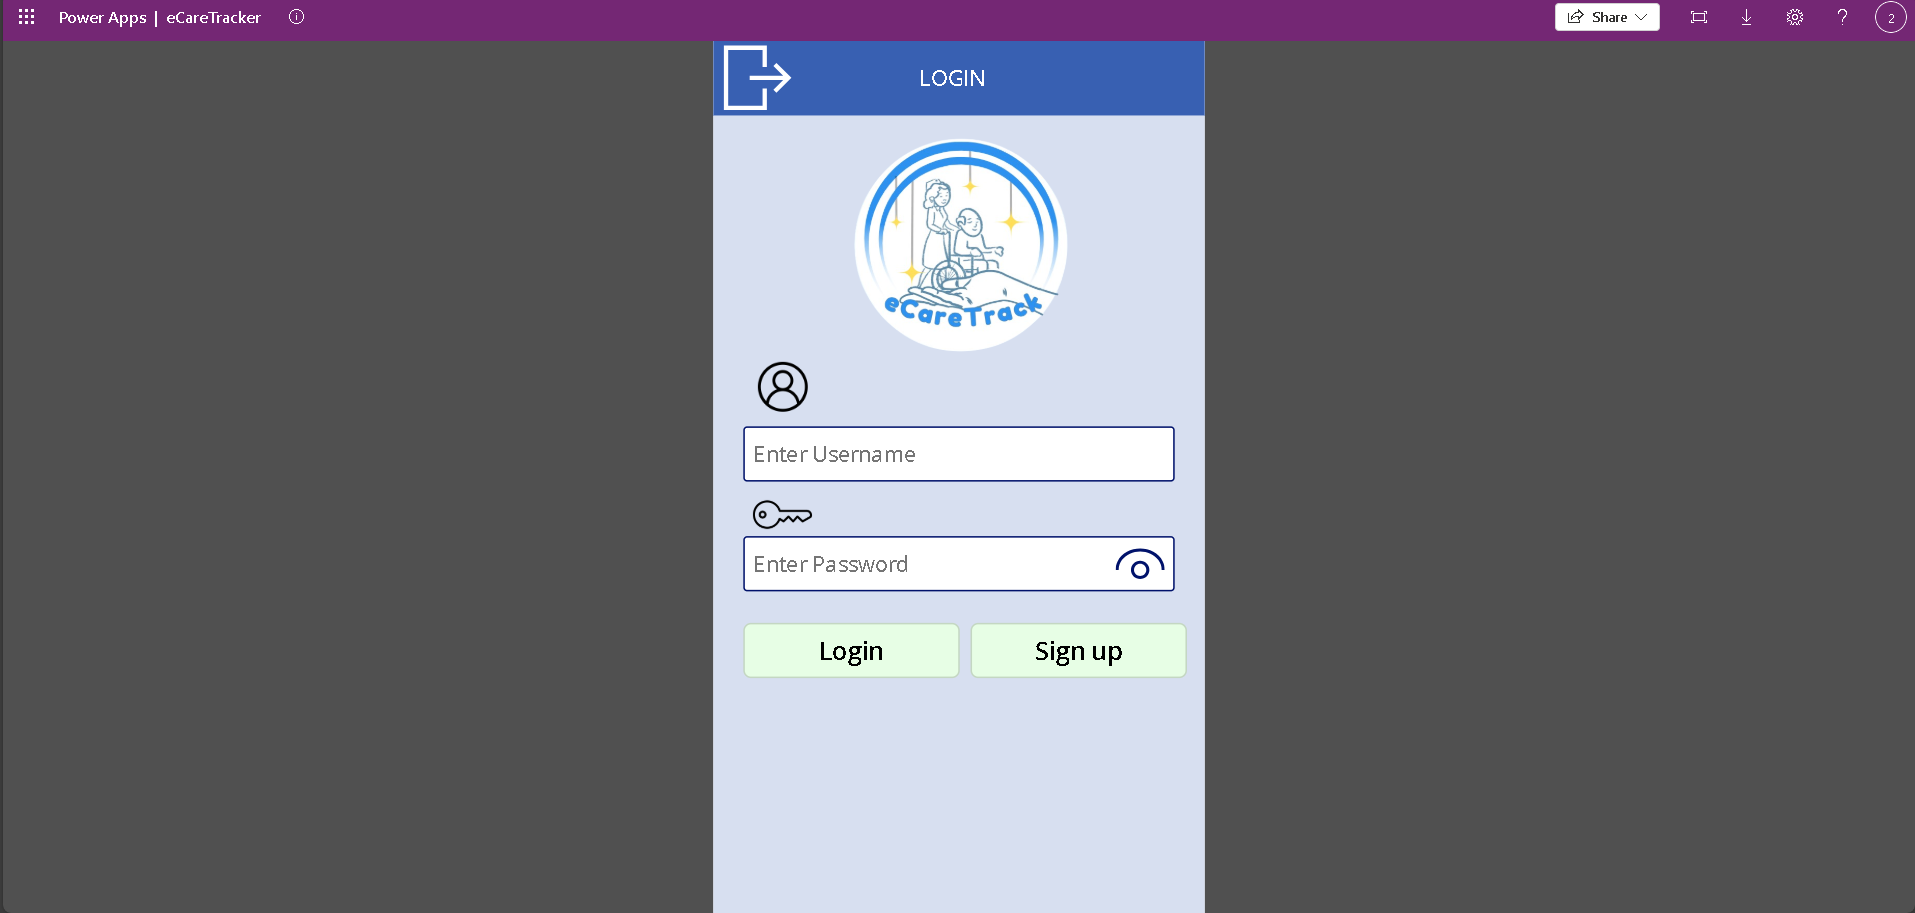 Power Apps | eCareTracker
Share
2
LOGIN
eCareTrack
Enter Username
Enter Password
Login
Sign up